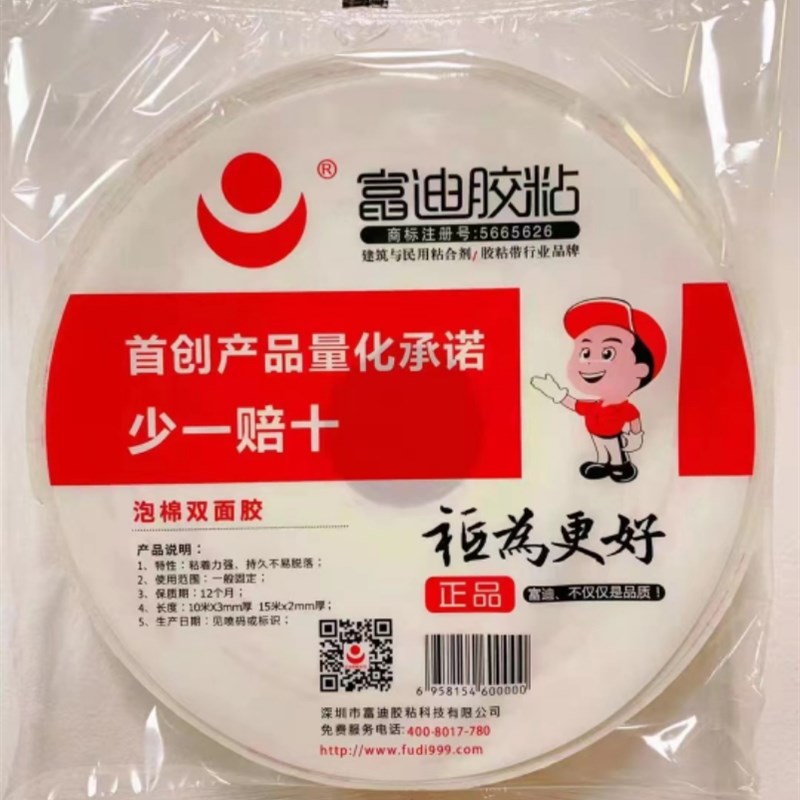 ®
富迪胶粘
商标注册号:5665626
建筑与民用粘合剂/胶粘带行业品牌
首创产品量化承诺
少一赔十
泡棉双面胶
产品说明:
1、特性:粘着力强、持久不易脱落;
2、使用范围:一般固定;
3、保质期:12个月;
4、长度:10米X3mm厚 15米x2mm厚;
5、生产日期:见喷码或标识;
为更好
正品
富迪、不仅仅是品质!
6 958154 600000
深圳市富迪胶粘科技有限公司
免费服务电话:400-8017-780
http://www.fudi999.com